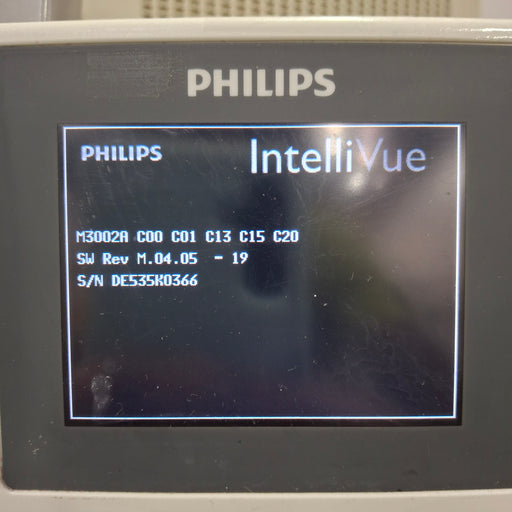 PHILIPS
PHILIPS IntelliVue
M3002A C00 C01 C13 C15 C20
SW Rev M.04.05 - 19
S/N DE535K0366